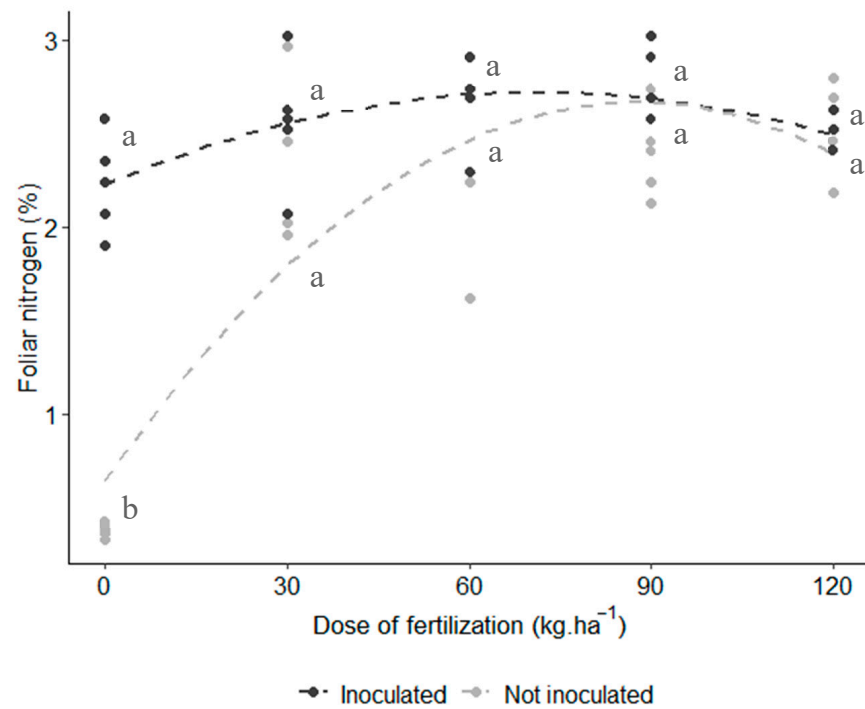 3
2
1
Foliar nitrogen (%)
a
a
a
a
a
b
a
a
a
a
0 30 60 90 120
Dose of fertilization (kg.ha⁻¹)
Inoculated Not inoculated